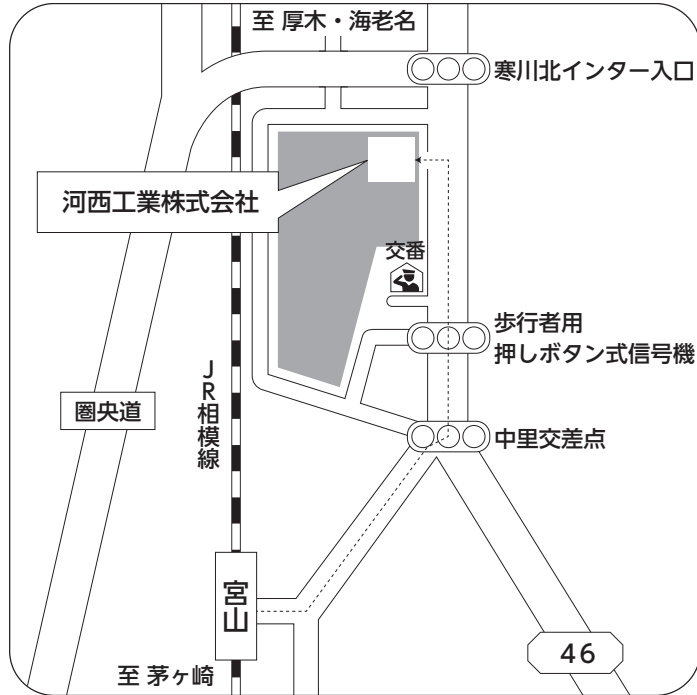 至 厚木・海老名
寒川北インター入口
河西工業株式会社
交番
歩行者用
押しボタン式信号機
JR相模線
圏央道
中里交差点
宮山
46
至 茅ヶ崎